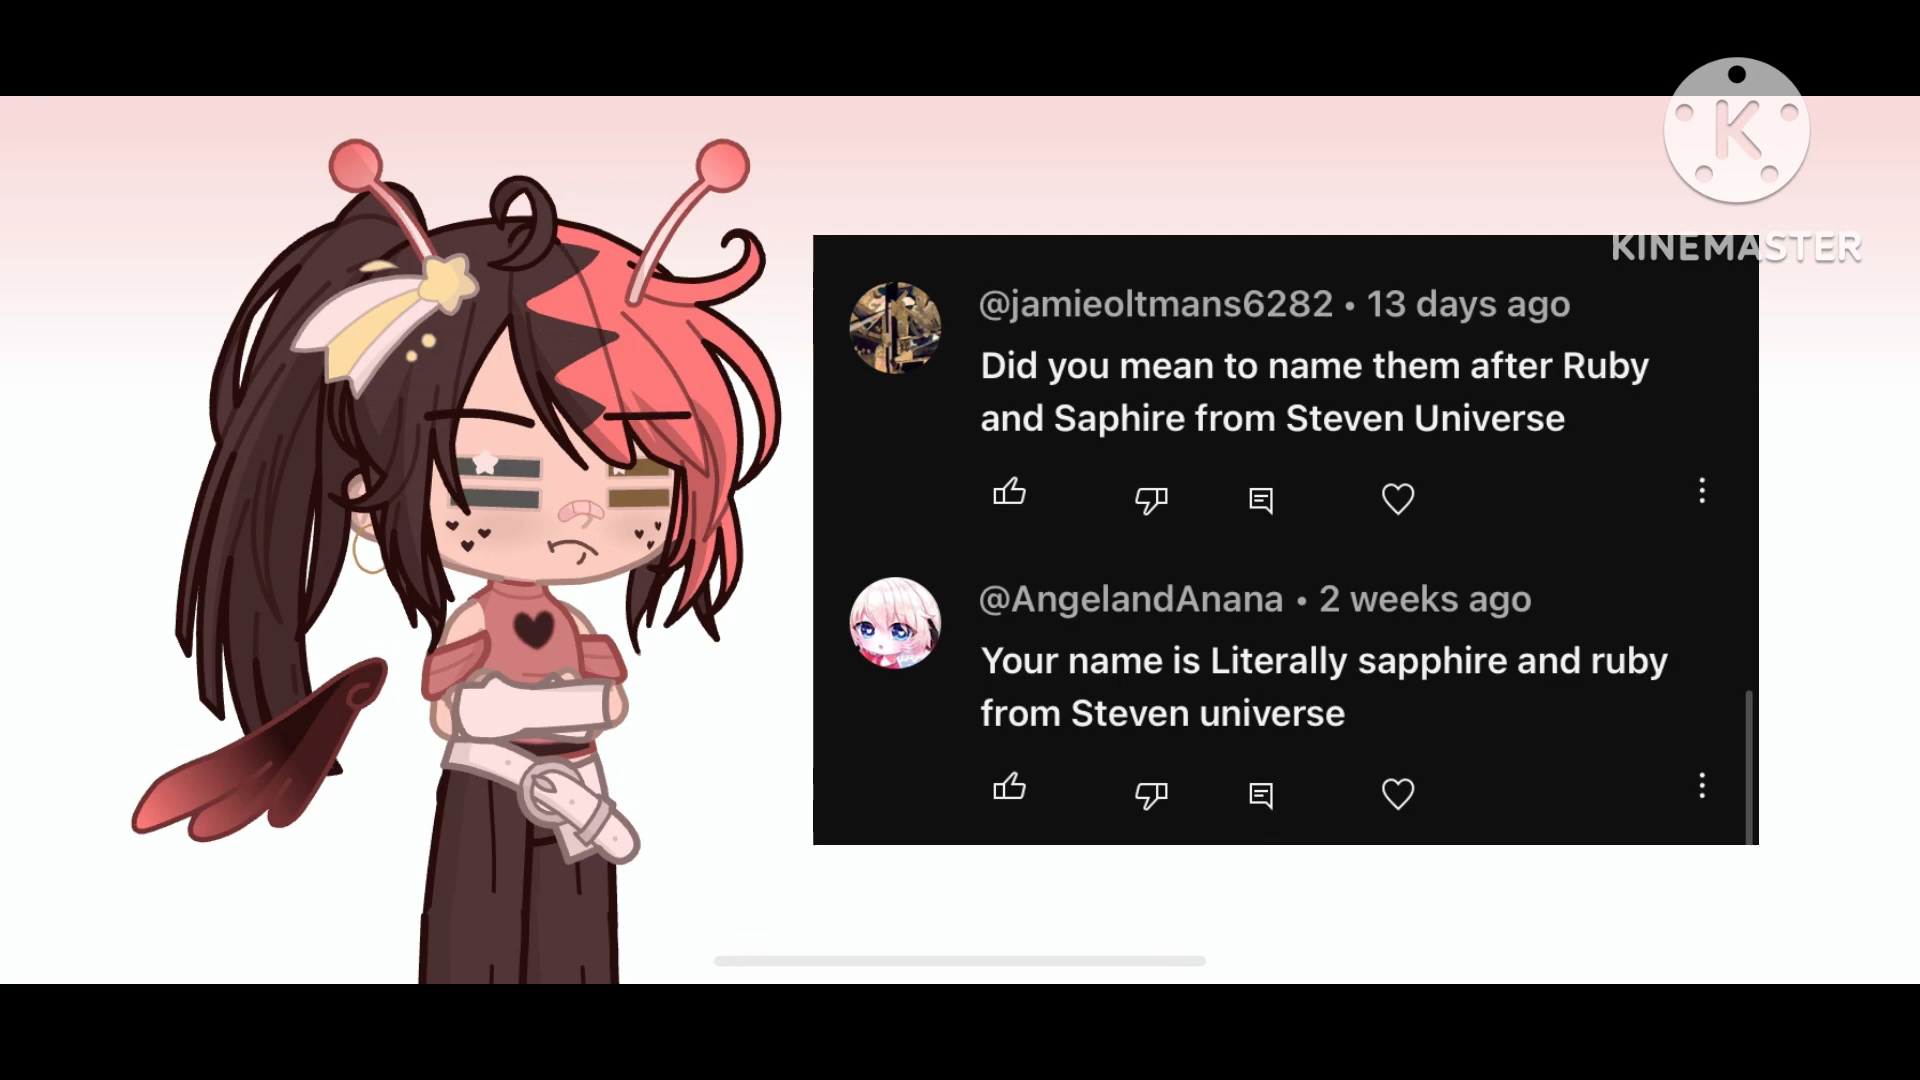 K
KINEMASTER
@jamieoltmans6282 • 13 days ago
Did you mean to name them after Ruby
and Saphire from Steven Universe
@AngelandAnana • 2 weeks ago
Your name is Literally sapphire and ruby
from Steven universe